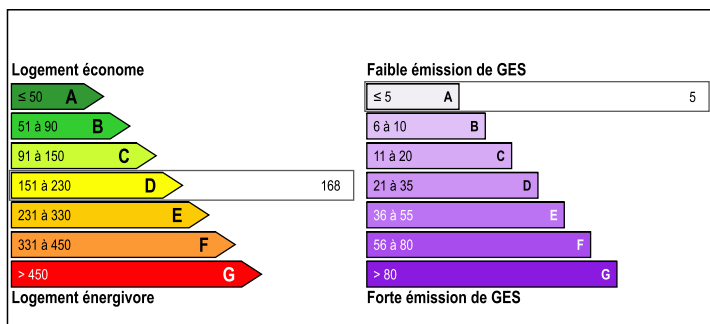 Logement économe
≤ 50 A
51 à 90 B
91 à 150 C
151 à 230 D 168
231 à 330 E
331 à 450 F
> 450 G
Logement énergivore
Faible émission de GES
≤ 5 A 5
6 à 10 B
11 à 20 C
21 à 35 D
36 à 55 E
56 à 80 F
> 80 G
Forte émission de GES